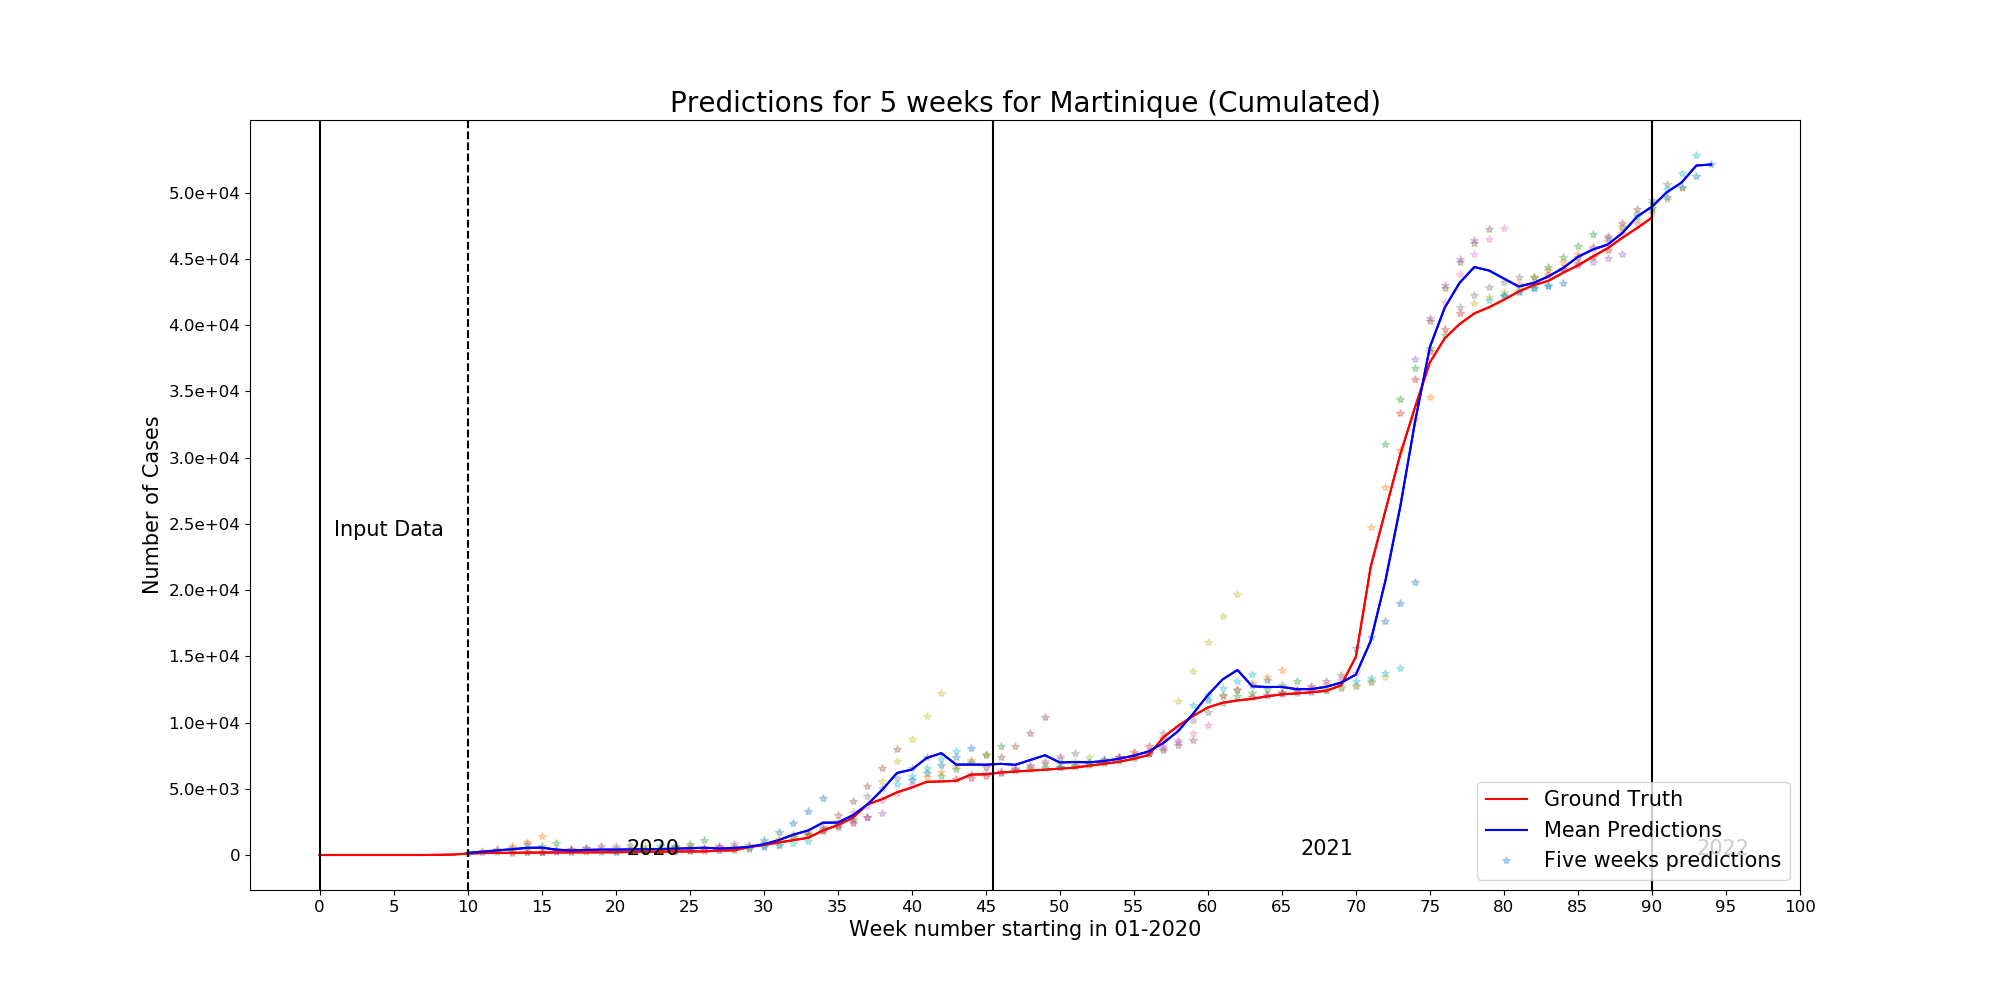 Predictions for 5 weeks for Martinique (Cumulated)
Number of Cases
5.0e+04
4.5e+04
4.0e+04
3.5e+04
3.0e+04
2.5e+04
2.0e+04
1.5e+04
1.0e+04
5.0e+03
0
Input Data
2020
2021
2022
Ground Truth
Mean Predictions
Five weeks predictions
0 5 10 15 20 25 30 35 40 45 50 55 60 65 70 75 80 85 90 95 100
Week number starting in 01-2020